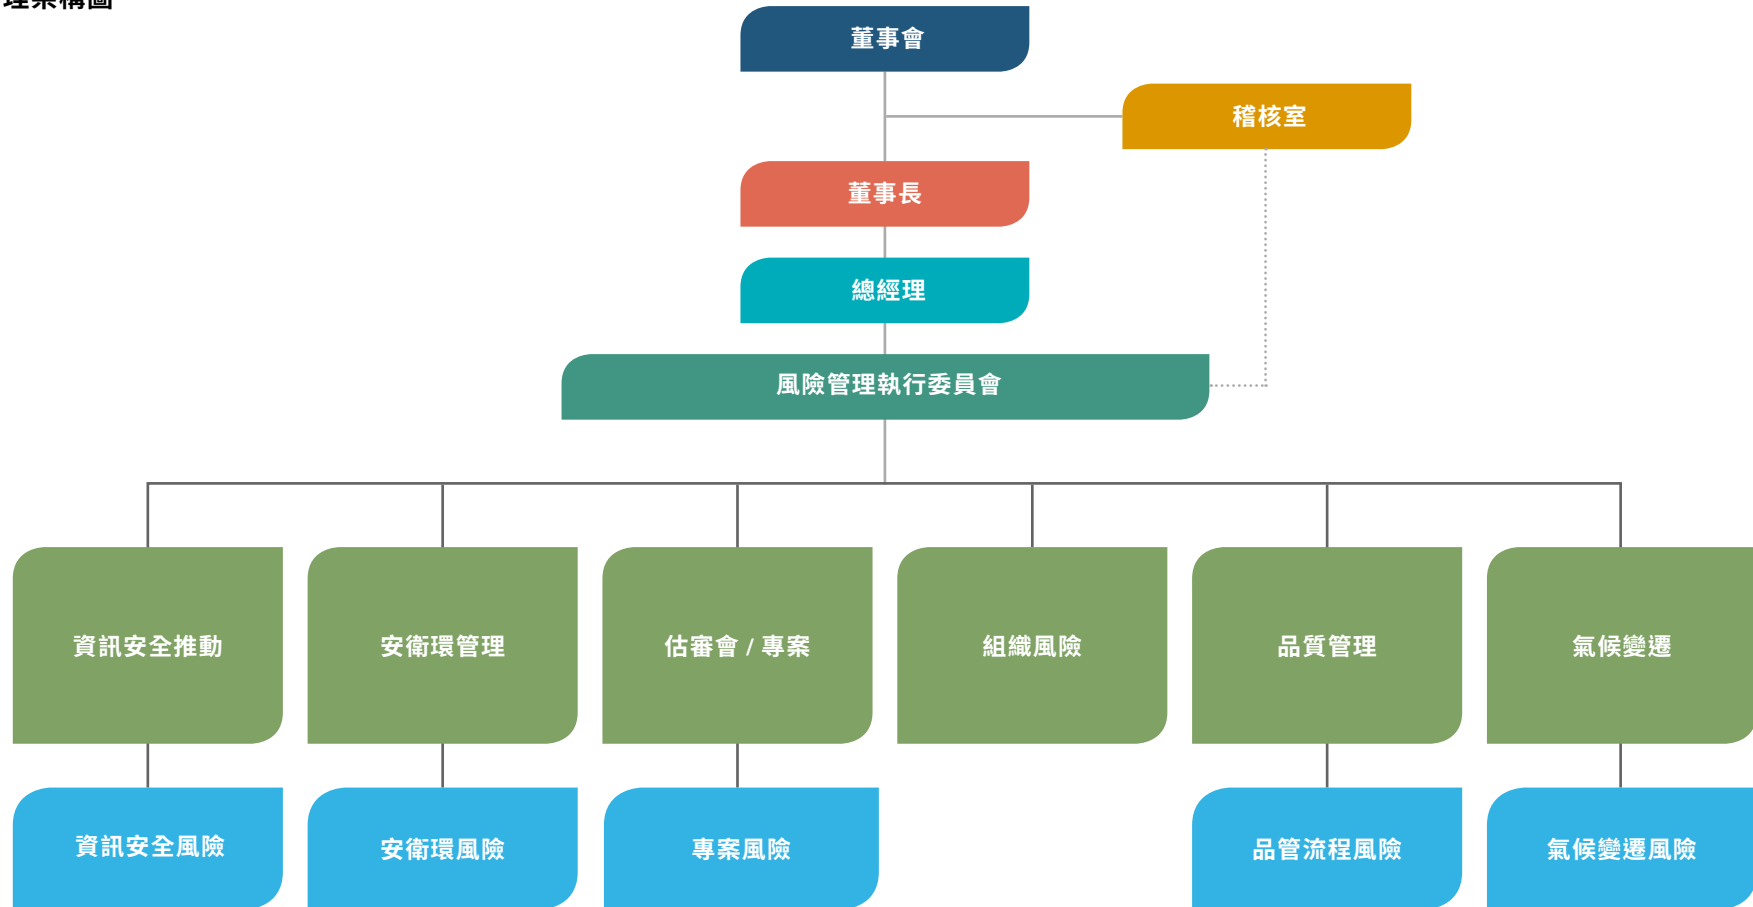 理架構圖
董事會
稽核室
董事長
總經理
風險管理執行委員會
資訊安全推動
安衛環管理
估審會 / 專案
組織風險
品質管理
氣候變遷
資訊安全風險
安衛環風險
專案風險
品管流程風險
氣候變遷風險